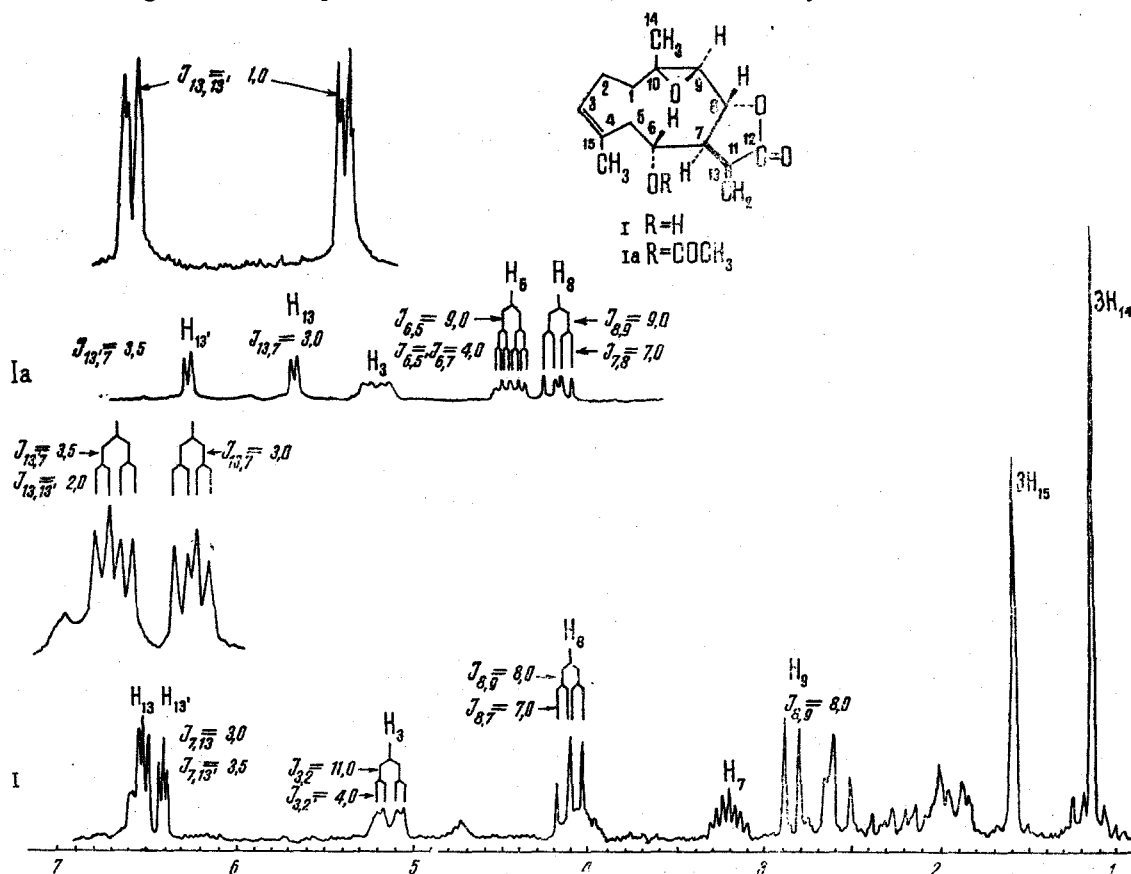 J13,13' = 1,0
14
CH3
H
H
10
9
2
1
O
8
O
3
4
5
H
6
7
12
15
11
C=O
CH3
H
13
OR
CH2
I R=H
Ia R=COCH3
H6
H8
3H14
H13'
H13
J6,5 = 9,0
J8,9 = 9,0
J13',7 = 3,5
J13,7 = 3,0
H3
J6,5'=J6,7 = 4,0
J7,8 = 7,0
Ia
J13,7 = 3,5
J13,7 = 3,0
J13,13' = 2,0
3H15
H8
J8,9 = 8,0
H9
H13 H13'
J8,7 = 7,0
J8,9 = 8,0
J7,13 = 3,0
H3
J7,13' = 3,5
J3,2 = 11,0
H7
I
J3,2' = 4,0
7 6 5 3 2 1